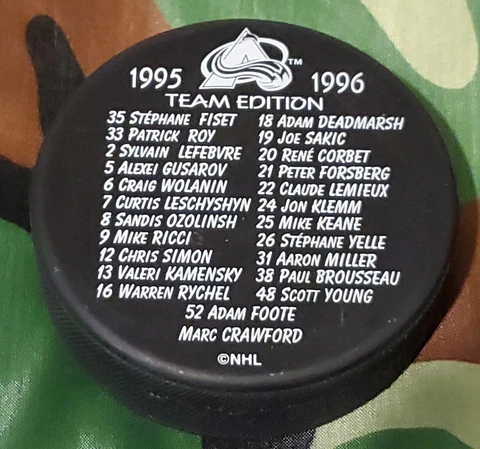 1995 1996
TM
TEAM EDITION
35 STÉPHANE FISET 18 ADAM DEADMARSH
33 PATRICK ROY 19 JOE SAKIC
2 SYLVAIN LEFEBVRE 20 RENÉ CORBET
5 ALEXEI GUSAROV 21 PETER FORSBERG
6 CRAIG WOLANIN 22 CLAUDE LEMIEUX
7 CURTIS LESCHYSHYN 24 JON KLEMM
8 SANDIS OZOLINSH 25 MIKE KEANE
9 MIKE RICCI 26 STÉPHANE YELLE
12 CHRIS SIMON 31 AARON MILLER
13 VALERI KAMENSKY 38 PAUL BROUSSEAU
16 WARREN RYCHEL 48 SCOTT YOUNG
52 ADAM FOOTE
MARC CRAWFORD
©NHL